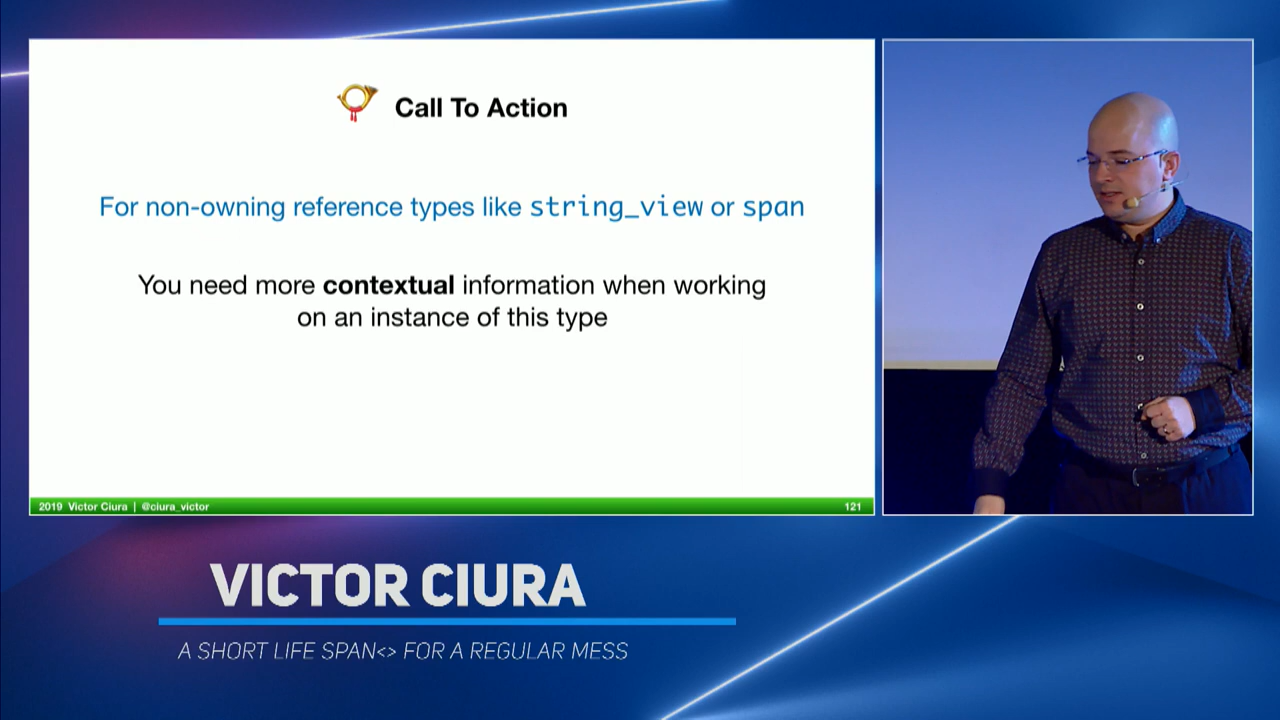 Call To Action
For non-owning reference types like string_view or span
You need more contextual information when working
on an instance of this type
2019 Victor Ciura | @ciura_victor
121
VICTOR CIURA
A SHORT LIFE SPAN<> FOR A REGULAR MESS